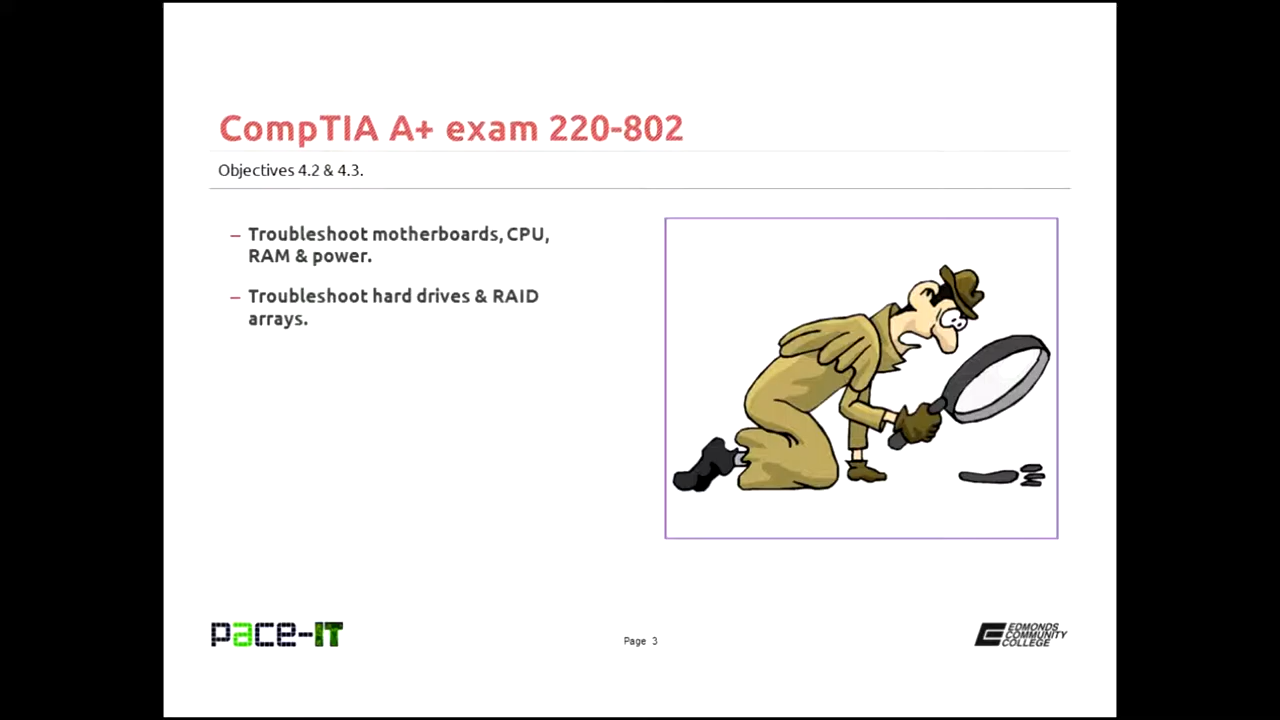 CompTIA A+ exam 220-802
Objectives 4.2 & 4.3.
– Troubleshoot motherboards, CPU,
RAM & power.
– Troubleshoot hard drives & RAID
arrays.
pace-IT
Page 3
EDMONDS
COMMUNITY
COLLEGE